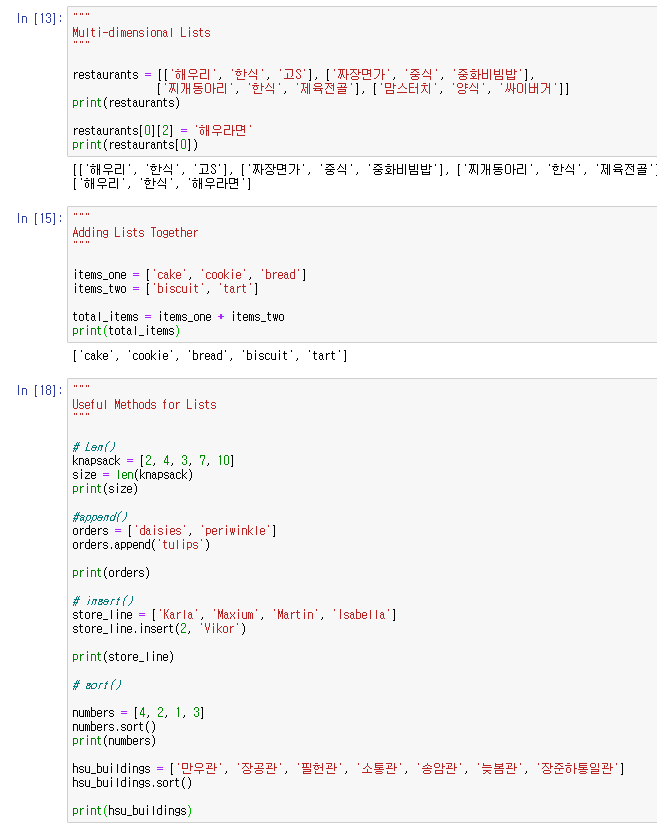 In [13]:
"""
Multi-dimensional Lists
"""
restaurants = [['해우리', '한식', '고S'], ['짜장면가', '중식', '중화비빔밥'],
['찌개동아리', '한식', '제육전골'], ['맘스터치', '양식', '싸이버거']]
print(restaurants)
restaurants[0][2] = '해우라면'
print(restaurants[0])
[['해우리', '한식', '고S'], ['짜장면가', '중식', '중화비빔밥'], ['찌개동아리', '한식', '제육전골'
['해우리', '한식', '해우라면']
In [15]:
"""
Adding Lists Together
"""
items_one = ['cake', 'cookie', 'bread']
items_two = ['biscuit', 'tart']
total_items = items_one + items_two
print(total_items)
['cake', 'cookie', 'bread', 'biscuit', 'tart']
In [18]:
"""
Useful Methods for Lists
"""
# Len()
knapsack = [2, 4, 3, 7, 10]
size = len(knapsack)
print(size)
#append()
orders = ['daisies', 'periwinkle']
orders.append('tulips')
print(orders)
# insert()
store_line = ['Karla', 'Maxium', 'Martin', 'Isabella']
store_line.insert(2, 'Vikor')
print(store_line)
# sort()
numbers = [4, 2, 1, 3]
numbers.sort()
print(numbers)
hsu_buildings = ['만우관', '장공관', '필헌관', '소통관', '송암관', '늦봄관', '장준하통일관']
hsu_buildings.sort()
print(hsu_buildings)